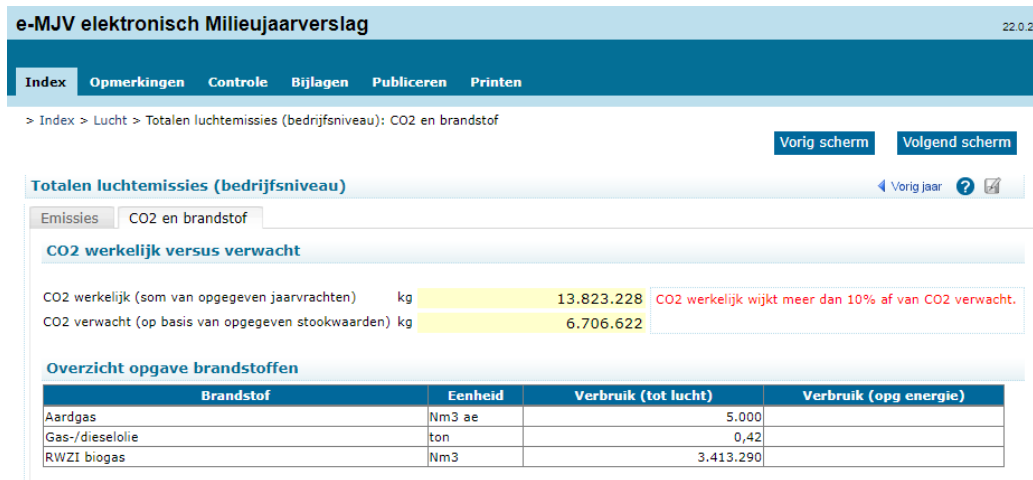 e-MJV elektronisch Milieujaarverslag 22.0.2
Index Opmerkingen Controle Bijlagen Publiceren Printen
> Index > Lucht > Totalen luchtemissies (bedrijfsniveau): CO2 en brandstof
Vorig scherm Volgend scherm
Totalen luchtemissies (bedrijfsniveau) Vorig jaar ?
Emissies CO2 en brandstof
CO2 werkelijk versus verwacht
CO2 werkelijk (som van opgegeven jaarvrachten) kg 13.823.228 CO2 werkelijk wijkt meer dan 10% af van CO2 verwacht.
CO2 verwacht (op basis van opgegeven stookwaarden) kg 6.706.622
Overzicht opgave brandstoffen
Brandstof Eenheid Verbruik (tot lucht) Verbruik (opg energie)
Aardgas Nm3 ae 5.000
Gas-/dieselolie ton 0,42
RWZI biogas Nm3 3.413.290